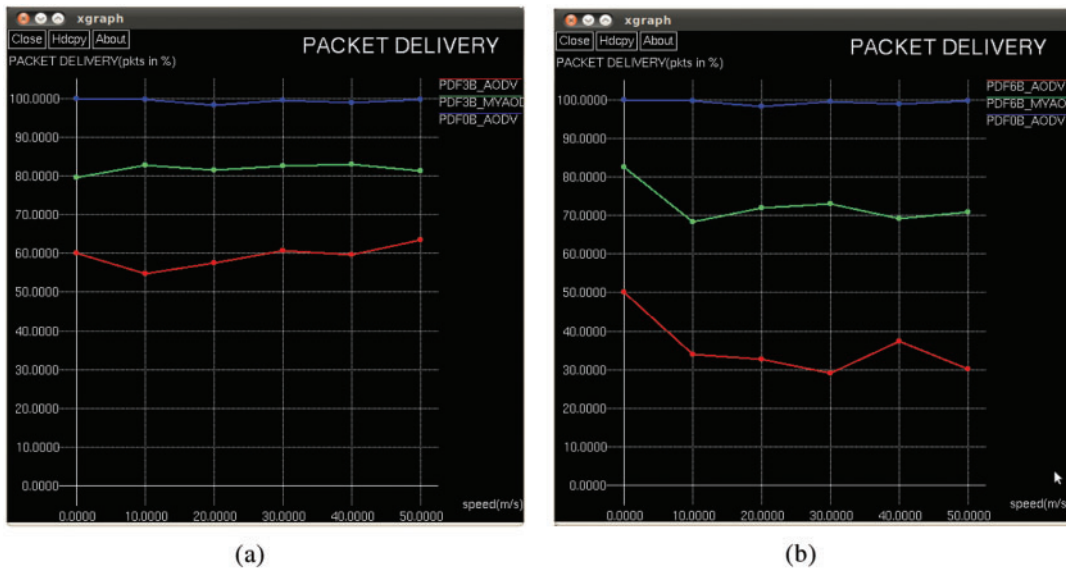 xgraph
Close Hdcpy About
PACKET DELIVERY
PACKET DELIVERY(pkts in %)
PDF3B_AODV
PDF3B_MYAOD
PDF0B_AODV
100.0000
90.0000
80.0000
70.0000
60.0000
50.0000
40.0000
30.0000
20.0000
10.0000
0.0000
speed(m/s)
0.0000 10.0000 20.0000 30.0000 40.0000 50.0000
(a)
xgraph
Close Hdcpy About
PACKET DELIVERY
PACKET DELIVERY(pkts in %)
PDF6B_AODV
PDF6B_MYAO
PDF0B_AODV
100.0000
90.0000
80.0000
70.0000
60.0000
50.0000
40.0000
30.0000
20.0000
10.0000
0.0000
speed(m/s)
0.0000 10.0000 20.0000 30.0000 40.0000 50.0000
(b)